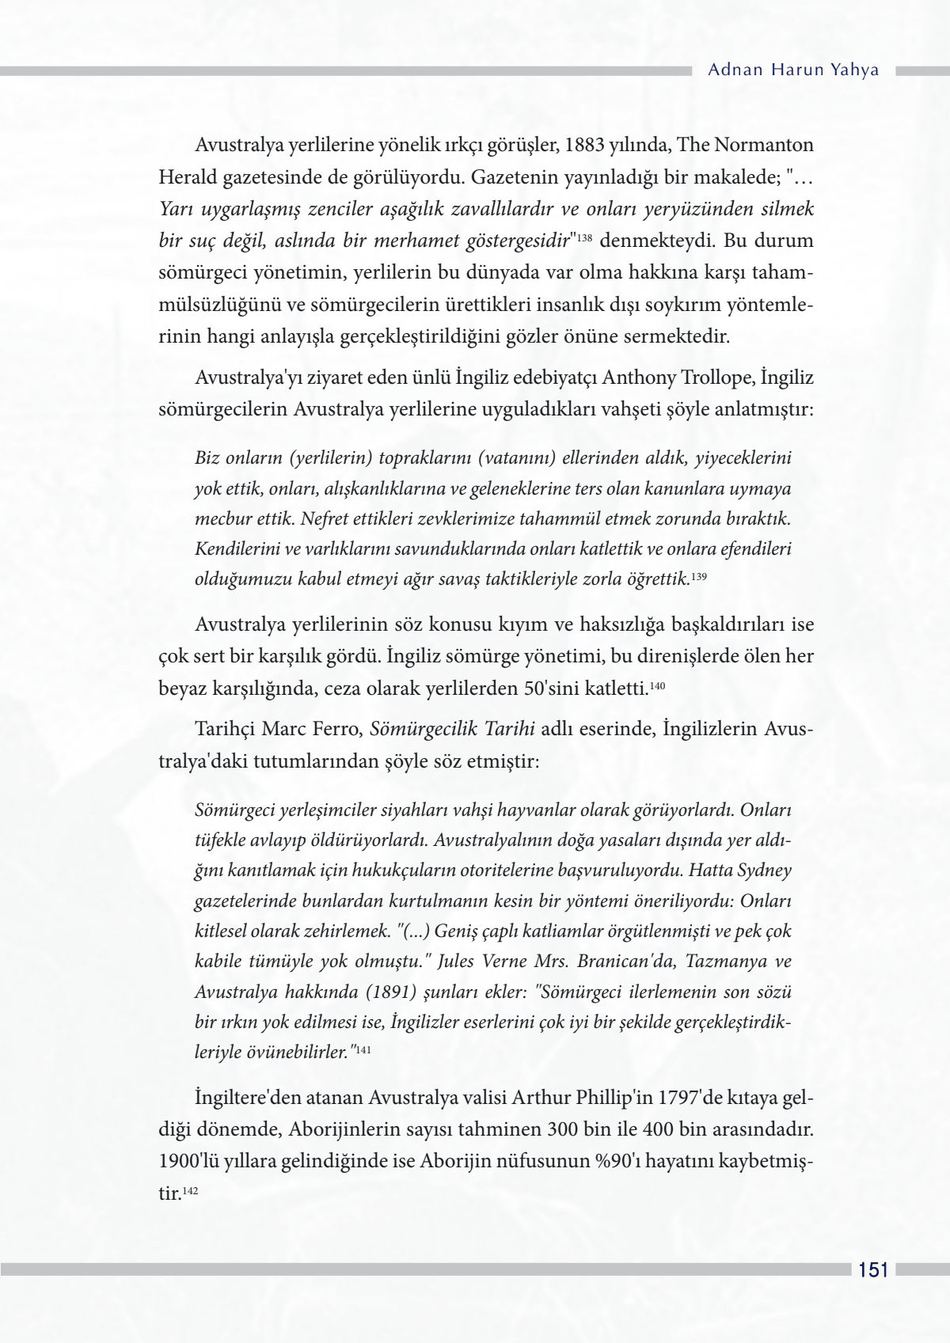 Adnan Harun Yahya
Avustralya yerlilerine yönelik ırkçı görüşler, 1883 yılında, The Normanton
Herald gazetesinde de görülüyordu. Gazetenin yayınladığı bir makalede; "…
Yarı uygarlaşmış zenciler aşağılık zavallılardır ve onları yeryüzünden silmek
bir suç değil, aslında bir merhamet göstergesidir"138 denmekteydi. Bu durum
sömürgeci yönetimin, yerlilerin bu dünyada var olma hakkına karşı taham-
mülsüzlüğünü ve sömürgecilerin ürettikleri insanlık dışı soykırım yöntemle-
rinin hangi anlayışla gerçekleştirildiğini gözler önüne sermektedir.
Avustralya'yı ziyaret eden ünlü İngiliz edebiyatçı Anthony Trollope, İngiliz
sömürgecilerin Avustralya yerlilerine uyguladıkları vahşeti şöyle anlatmıştır:
Biz onların (yerlilerin) topraklarını (vatanını) ellerinden aldık, yiyeceklerini
yok ettik, onları, alışkanlıklarına ve geleneklerine ters olan kanunlara uymaya
mecbur ettik. Nefret ettikleri zevklerimize tahammül etmek zorunda bıraktık.
Kendilerini ve varlıklarını savunduklarında onları katlettik ve onlara efendileri
olduğumuzu kabul etmeyi ağır savaş taktikleriyle zorla öğrettik.139
Avustralya yerlilerinin söz konusu kıyım ve haksızlığa başkaldırıları ise
çok sert bir karşılık gördü. İngiliz sömürge yönetimi, bu direnişlerde ölen her
beyaz karşılığında, ceza olarak yerlilerden 50'sini katletti.140
Tarihçi Marc Ferro, Sömürgecilik Tarihi adlı eserinde, İngilizlerin Avus-
tralya'daki tutumlarından şöyle söz etmiştir:
Sömürgeci yerleşimciler siyahları vahşi hayvanlar olarak görüyorlardı. Onları
tüfekle avlayıp öldürüyorlardı. Avustralyalının doğa yasaları dışında yer aldı-
ğını kanıtlamak için hukukçuların otoritelerine başvuruluyordu. Hatta Sydney
gazetelerinde bunlardan kurtulmanın kesin bir yöntemi öneriliyordu: Onları
kitlesel olarak zehirlemek. "(...) Geniş çaplı katliamlar örgütlenmişti ve pek çok
kabile tümüyle yok olmuştu." Jules Verne Mrs. Branican'da, Tazmanya ve
Avustralya hakkında (1891) şunları ekler: "Sömürgeci ilerlemenin son sözü
bir ırkın yok edilmesi ise, İngilizler eserlerini çok iyi bir şekilde gerçekleştirdik-
leriyle övünebilirler."141
İngiltere'den atanan Avustralya valisi Arthur Phillip'in 1797'de kıtaya gel-
diği dönemde, Aborijinlerin sayısı tahminen 300 bin ile 400 bin arasındadır.
1900'lü yıllara gelindiğinde ise Aborijin nüfusunun %90'ı hayatını kaybetmiş-
tir.142
151